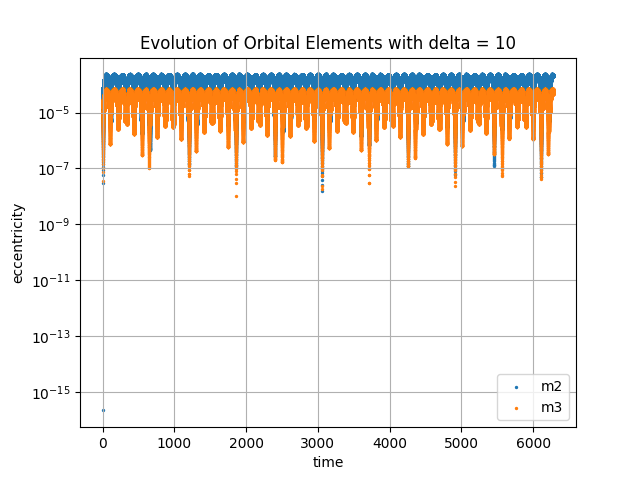 Evolution of Orbital Elements with delta = 10
eccentricity
10^-5
10^-7
10^-9
10^-11
10^-13
10^-15
0 1000 2000 3000 4000 5000 6000
time
m2
m3